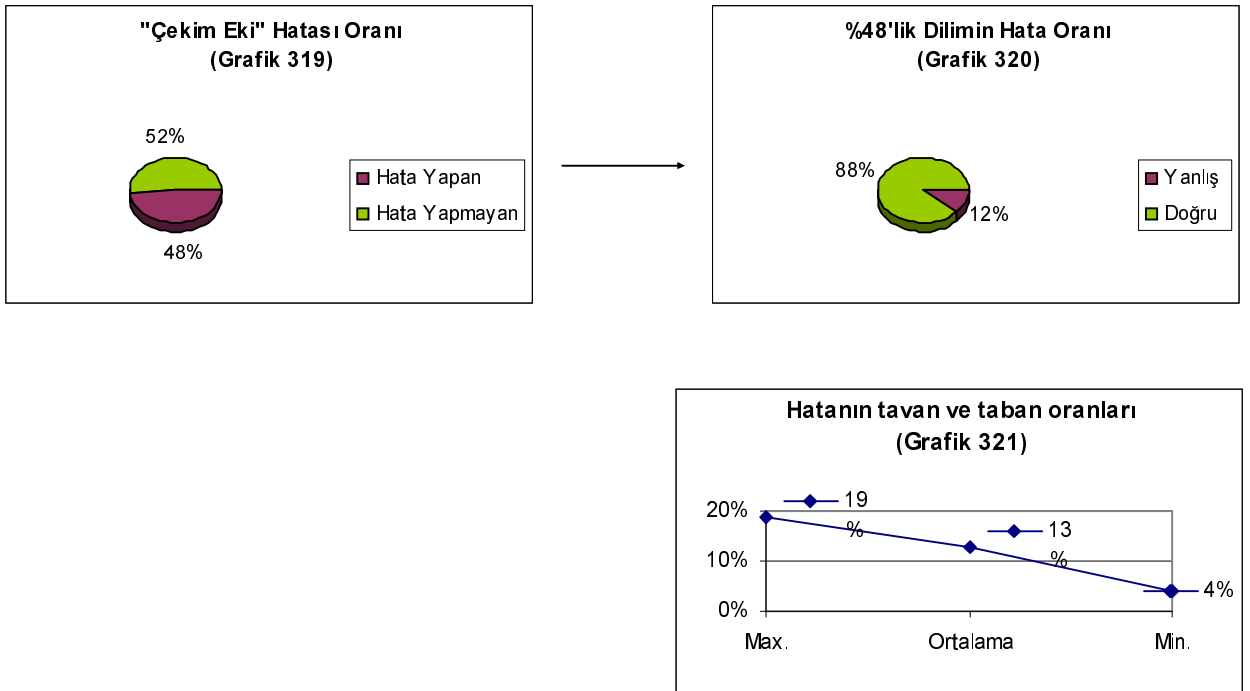 "Çekim Eki" Hatası Oranı
(Grafik 319)
52%
48%
Hata Yapan
Hata Yapmayan
%48'lik Dilimin Hata Oranı
(Grafik 320)
88%
12%
Yanlış
Doğru
Hatanın tavan ve taban oranları
(Grafik 321)
20%
10%
0%
19
%
13
%
4%
Max.
Ortalama
Min.